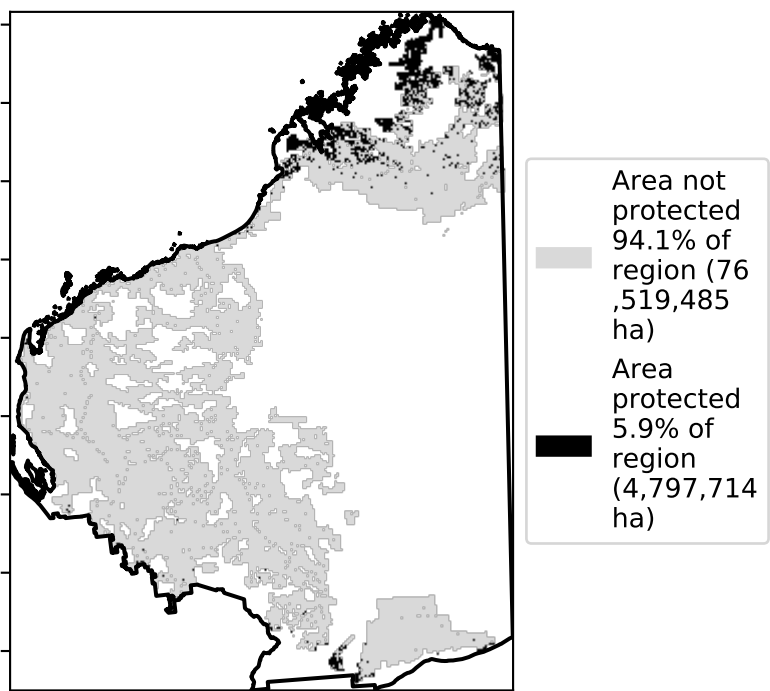 Area not
protected
94.1% of
region (76
,519,485
ha)
Area
protected
5.9% of
region
(4,797,714
ha)